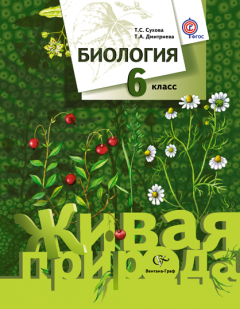 Т.С. Сухова
Т.А. Дмитриева
ФГОС
БИОЛОГИЯ
6 класс
Живая
природа
Вентана-Граф